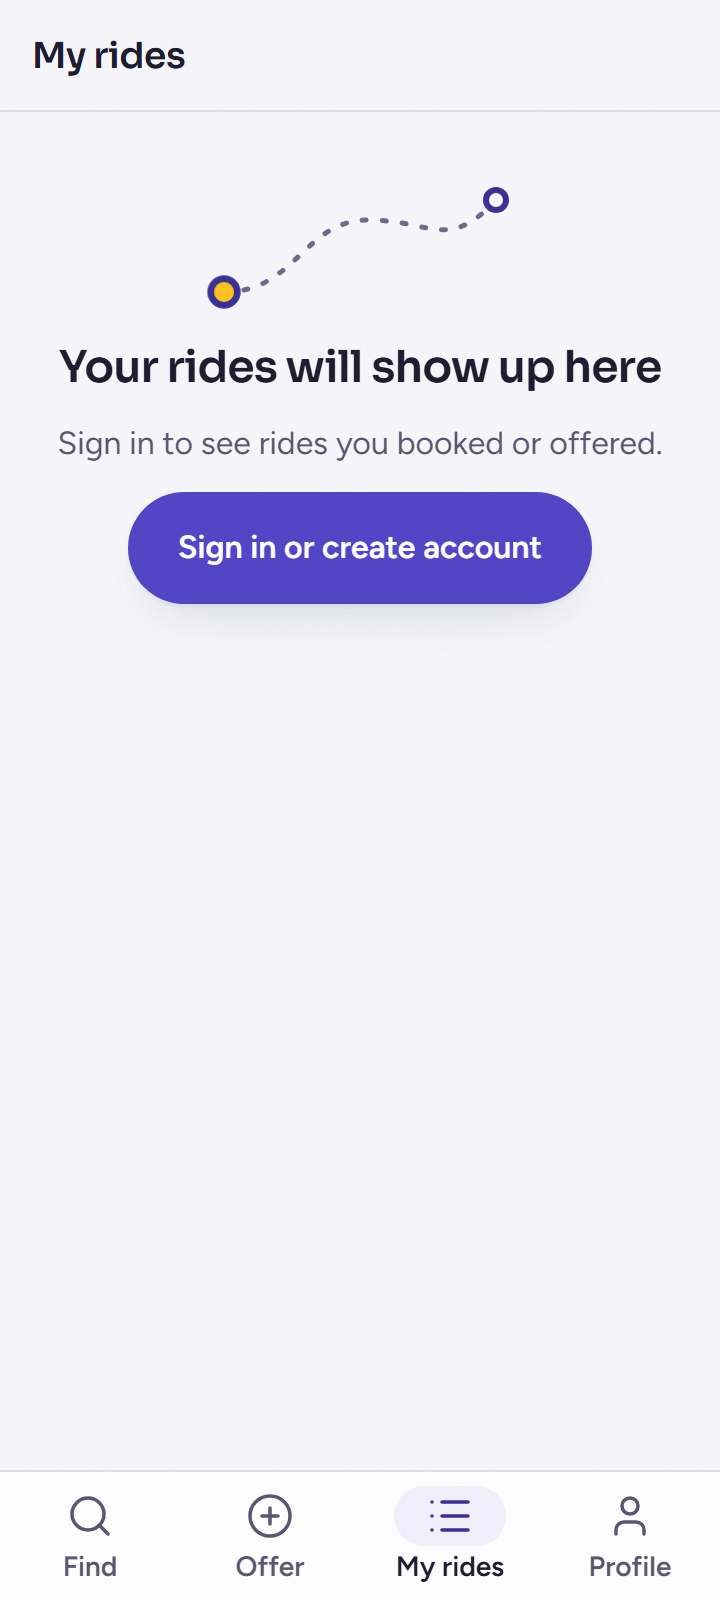 My rides
Your rides will show up here
Sign in to see rides you booked or offered.
Sign in or create account
Find
Offer
My rides
Profile